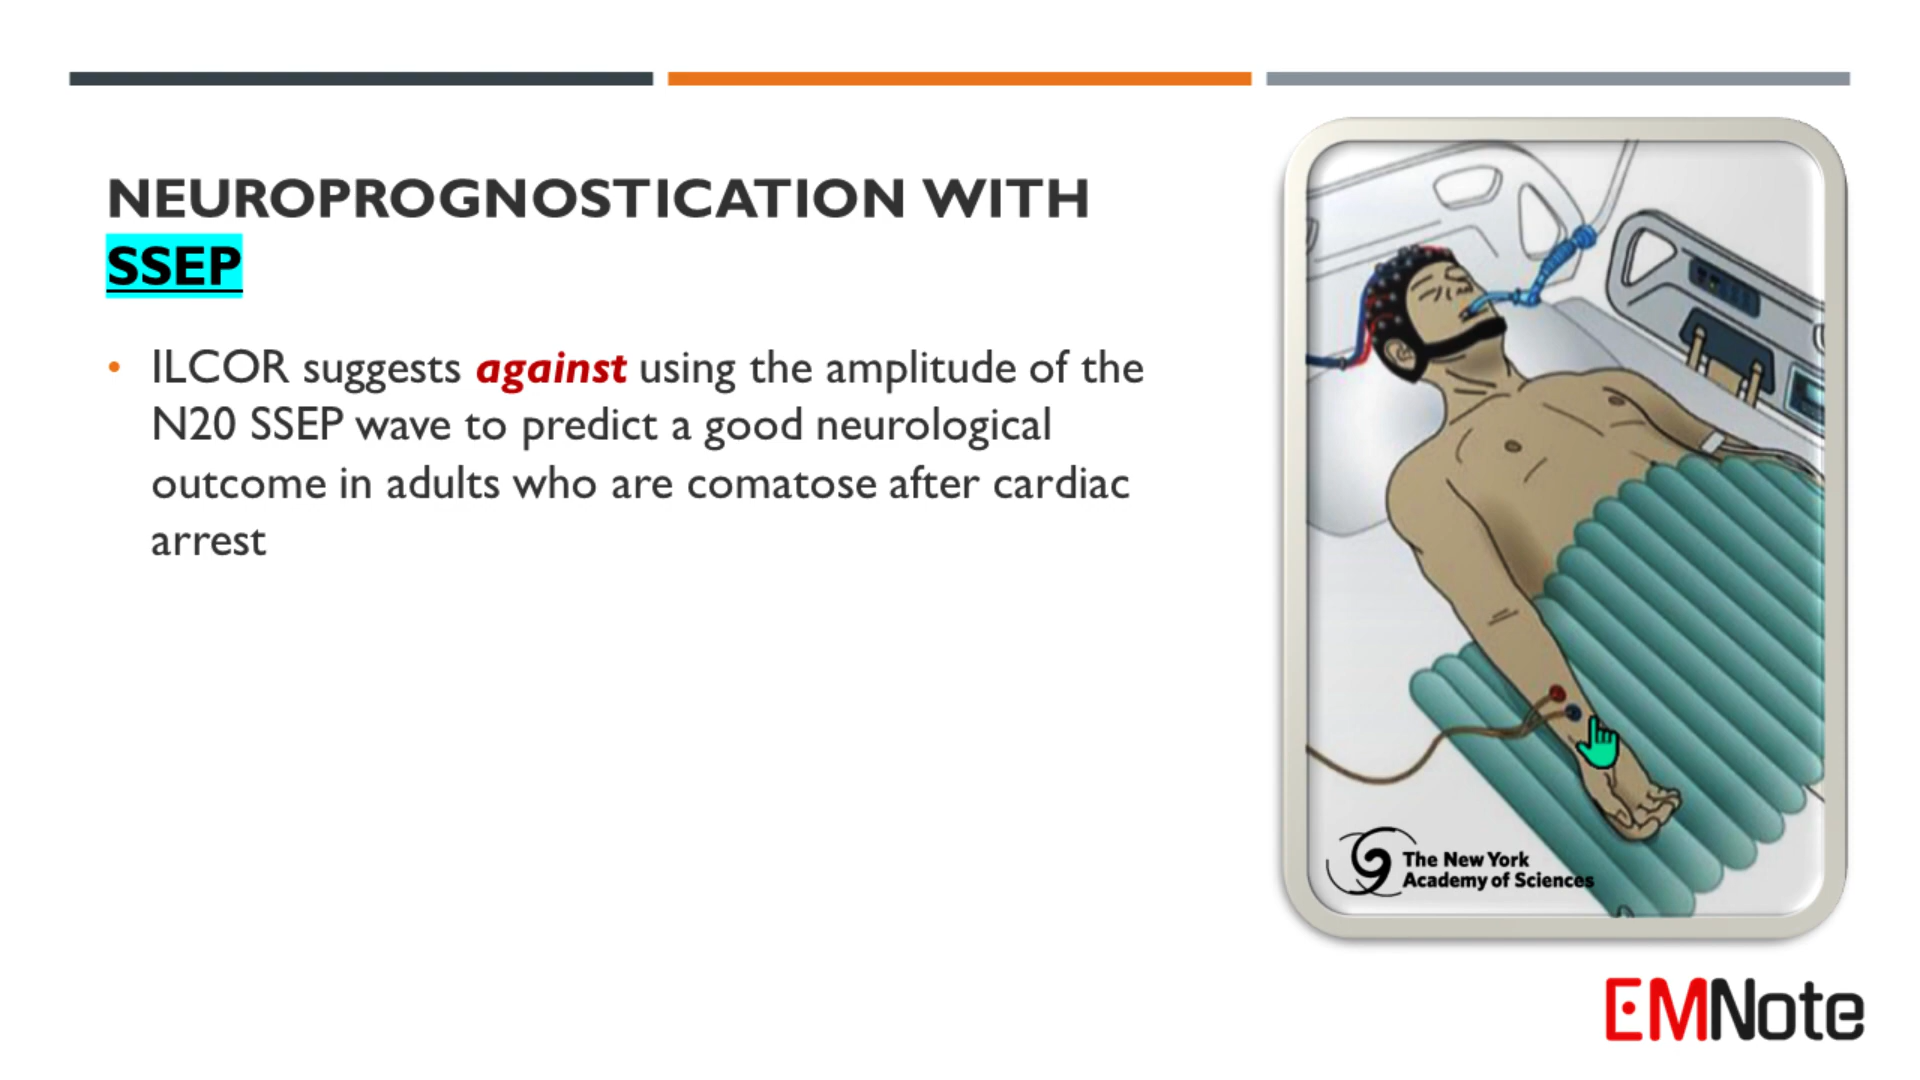 NEUROPROGNOSTICATION WITH
SSEP
• ILCOR suggests against using the amplitude of the
N20 SSEP wave to predict a good neurological
outcome in adults who are comatose after cardiac
arrest
The New York
Academy of Sciences
EMNote